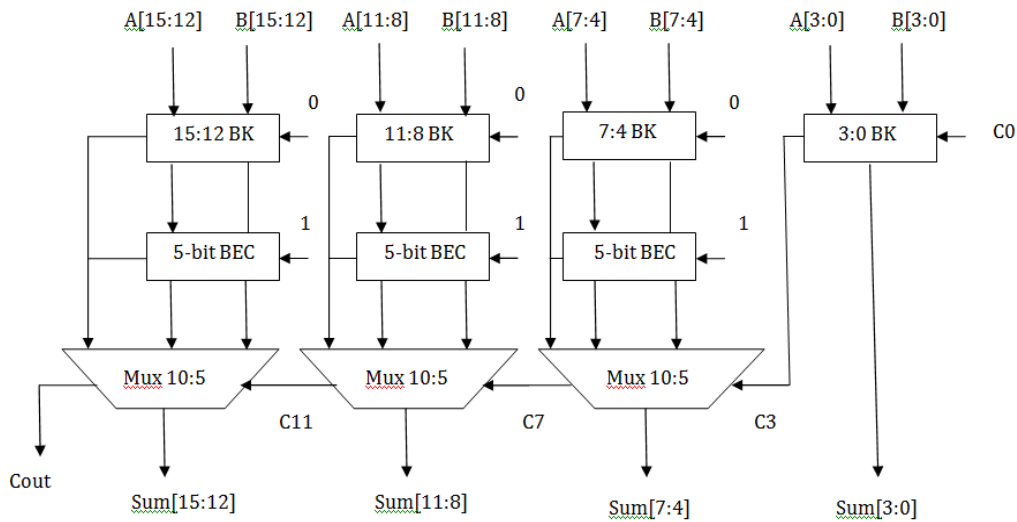 A[15:12] B[15:12] A[11:8] B[11:8] A[7:4] B[7:4] A[3:0] B[3:0]
0 0 0
15:12 BK 11:8 BK 7:4 BK 3:0 BK C0
1 1 1
5-bit BEC 5-bit BEC 5-bit BEC
Mux 10:5 Mux 10:5 Mux 10:5
C11 C7 C3
Cout
Sum[15:12] Sum[11:8] Sum[7:4] Sum[3:0]